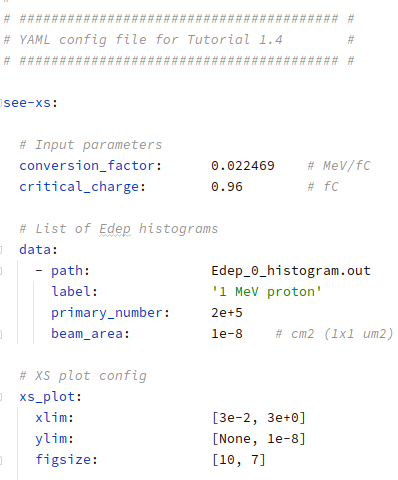 #
# ######################################## #
# YAML config file for Tutorial 1.4 #
# ######################################## #
see-xs:
# Input parameters
conversion_factor: 0.022469 # MeV/fC
critical_charge: 0.96 # fC
# List of Edep histograms
data:
- path: Edep_0_histogram.out
label: '1 MeV proton'
primary_number: 2e+5
beam_area: 1e-8 # cm2 (1x1 um2)
# XS plot config
xs_plot:
xlim: [3e-2, 3e+0]
ylim: [None, 1e-8]
figsize: [10, 7]